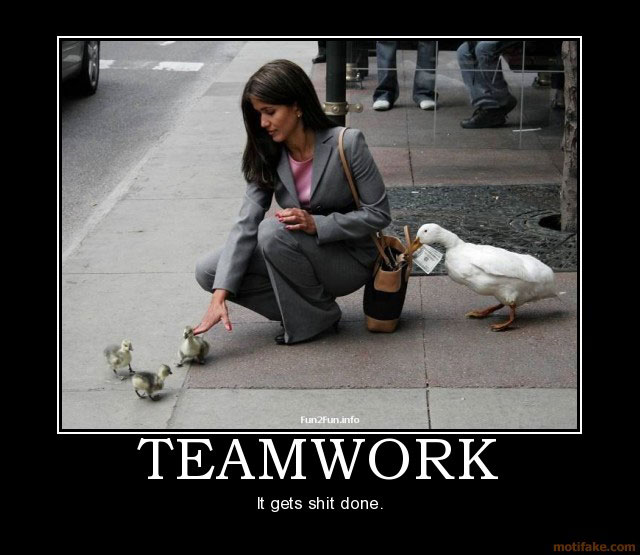 Fun2Fun.info
TEAMWORK
It gets shit done.
motifake.com